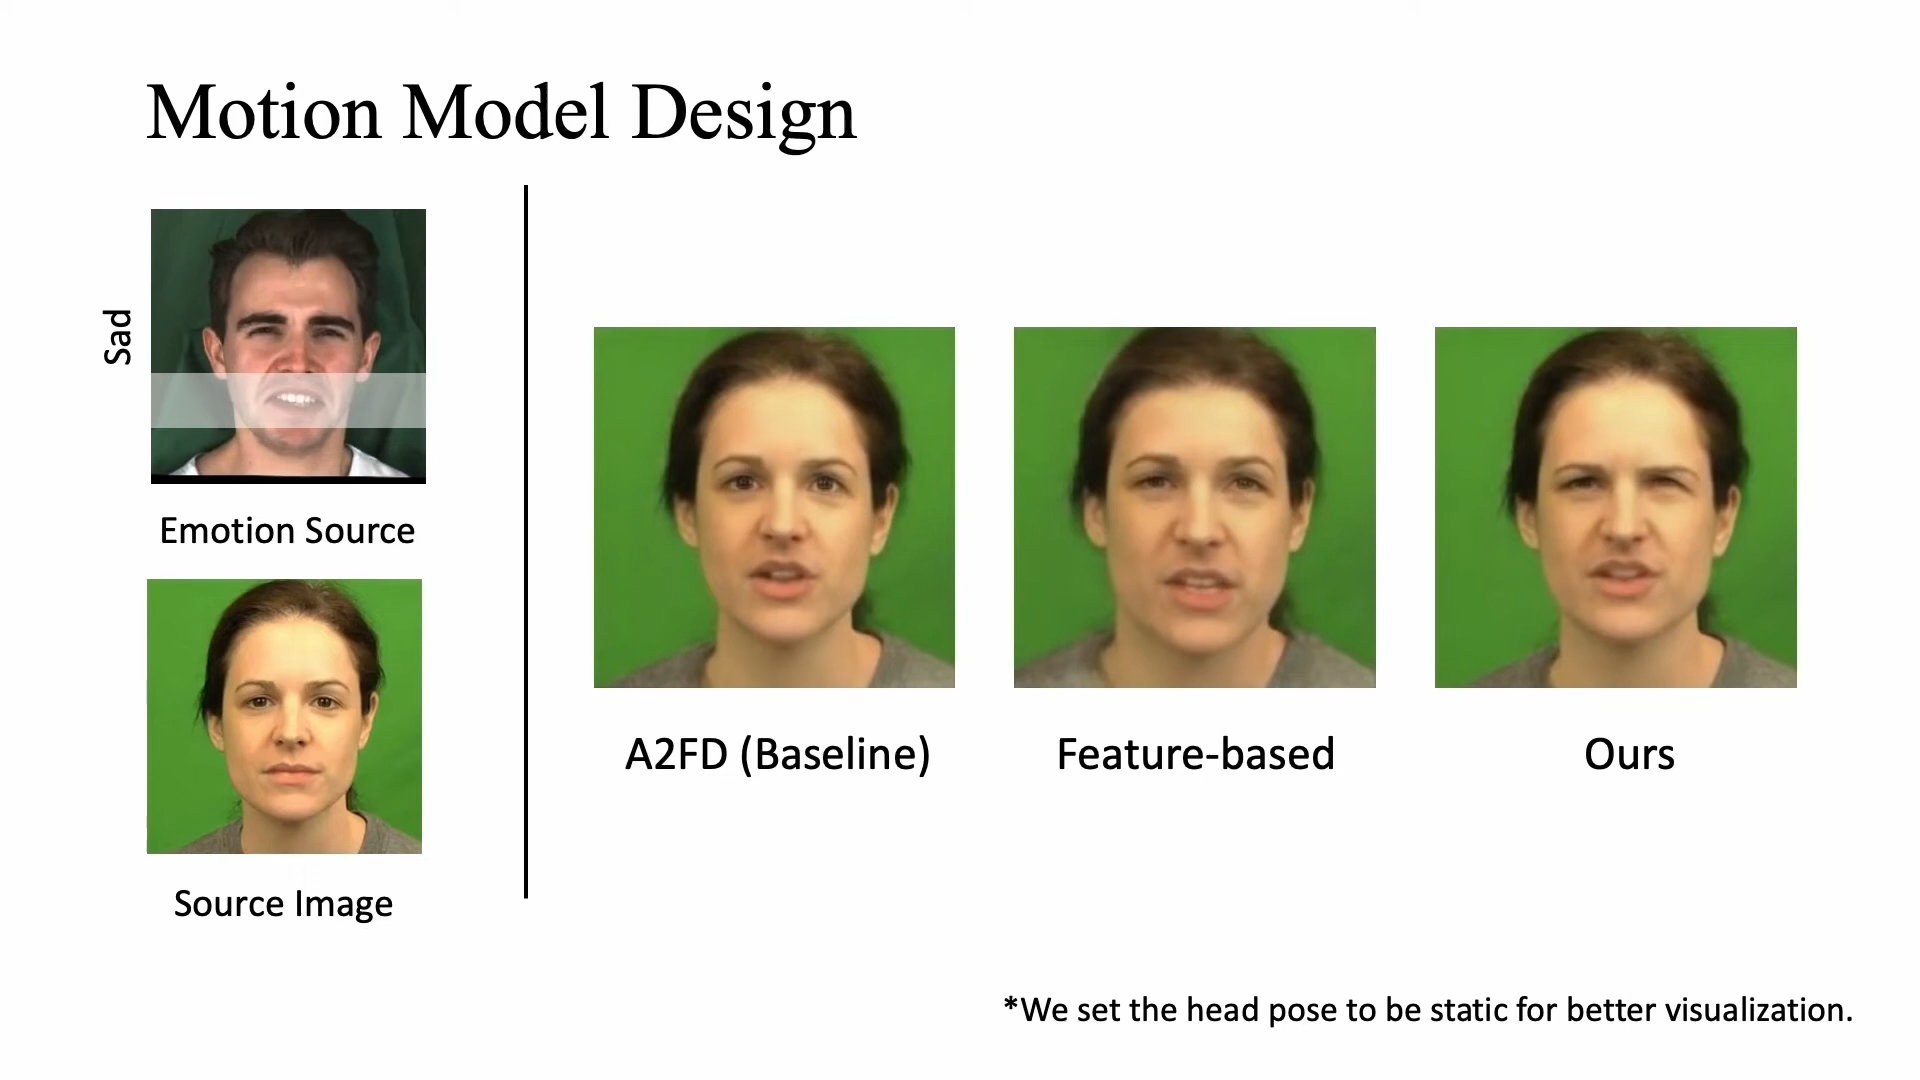 Motion Model Design
Sad
Emotion Source
Source Image
A2FD (Baseline)
Feature-based
Ours
*We set the head pose to be static for better visualization.